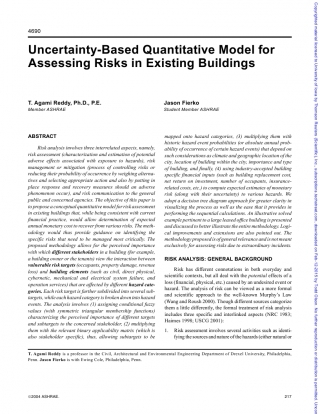 4690
Uncertainty-Based Quantitative Model for
Assessing Risks in Existing Buildings
T. Agami Reddy, Ph.D., P.E.
Member ASHRAE
Jason Fierko
Student Member ASHRAE
ABSTRACT
Risk analysis involves three interrelated aspects, namely,
risk assessment (characterization and estimation of potential
adverse effects associated with exposure to hazards), risk
management or mitigation (process of controlling risks or
reducing their probability of occurrence by weighing alterna-
tives and selecting appropriate action and also by putting in
place response and recovery measures should an adverse
phenomenon occur), and risk communication to the general
public and concerned agencies. The objective of this paper is
to propose a conceptual quantitative model for risk assessment
in existing buildings that, while being consistent with current
financial practice, would allow determination of expected
annual monetary cost to recover from various risks. The meth-
odology would thus provide guidance on identifying the
specific risks that need to be managed most critically. The
proposed methodology allows for the personal importance
with which different stakeholders of a building (for example,
a building owner or the tenants) view the interaction between
vulnerable risk targets (occupants, property damage, revenue
loss) and building elements (such as civil, direct physical,
cybernetic, mechanical and electrical system failure, and
operation services) that are affected by different hazard cate-
gories. Each risk target is further subdivided into several sub-
targets, while each hazard category is broken down into hazard
events. The analysis involves (1) assigning conditional fuzzy
values (with symmetric triangular membership functions)
characterizing the perceived importance of different targets
and subtargets to the concerned stakeholder, (2) multiplying
them with the relevant binary applicability matrix (which is
also stakeholder specific), thus, allowing subtargets to be
mapped onto hazard categories, (3) multiplying them with
historic hazard event probabilities (or absolute annual prob-
ability of occurrence of certain hazard events) that depend on
such considerations as climate and geographic location of the
city, location of building within the city, importance and type
of building, and finally, (4) using industry-accepted building
specific financial inputs (such as building replacement cost,
net return on investment, number of occupants, insurance-
related cost, etc.) to compute expected estimates of monetary
risk (along with their uncertainty) to various hazards. We
adopt a decision tree diagram approach for greater clarity in
visualizing the process as well as the ease that it provides in
performing the sequential calculations. An illustrative solved
example pertinent to a large leased office building is presented
and discussed to better illustrate the entire methodology. Logi-
cal improvements and extensions are also pointed out. The
methodology proposed is of general relevance and is not meant
exclusively for assessing risks due to extraordinary incidents.
RISK ANALYSIS: GENERAL BACKGROUND
Risk has different connotations in both everyday and
scientific contexts, but all deal with the potential effects of a
loss (financial, physical, etc.) caused by an undesired event or
hazard. The analysis of risk can be viewed as a more formal
and scientific approach to the well-known Murphy's Law
(Wang and Roush 2000). Though different sources categorize
them a little differently, the formal treatment of risk analysis
includes three specific and interlinked aspects (NRC 1983;
Haimes 1998; USCG 2001):
1. Risk assessment involves several activities such as identi-
fying the sources and nature of the hazards (either natural or
T. Agami Reddy is a professor in the Civil, Architectural and Environmental Engineering Department of Drexel University, Philadelphia,
Penn. Jason Fierko is with Ewing Cole, Philadelphia, Penn.
©2004 ASHRAE
217